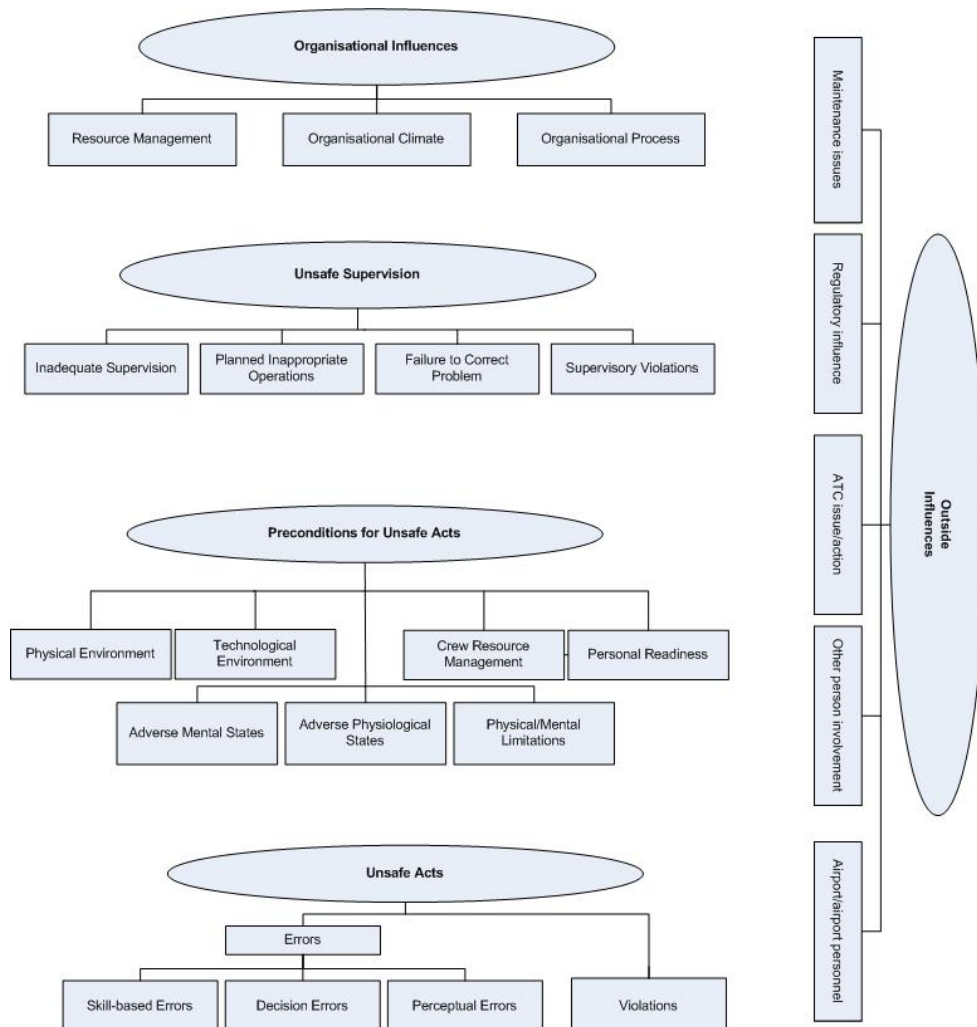 Organisational Influences
Resource Management
Organisational Climate
Organisational Process
Unsafe Supervision
Inadequate Supervision
Planned Inappropriate
Operations
Failure to Correct
Problem
Supervisory Violations
Preconditions for Unsafe Acts
Physical Environment
Technological
Environment
Crew Resource
Management
Personal Readiness
Adverse Mental States
Adverse Physiological
States
Physical/Mental
Limitations
Unsafe Acts
Errors
Skill-based Errors
Decision Errors
Perceptual Errors
Violations
Maintenance issues
Regulatory influence
ATC issue/action
Other person involvement
Airport/airport personnel
Outside
Influences